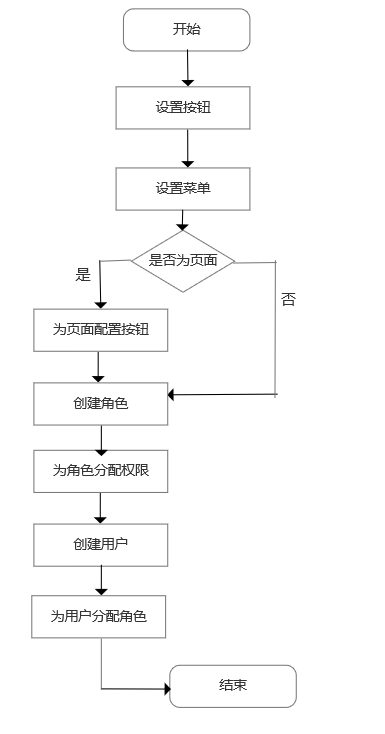 开始
设置按钮
设置菜单
是否为页面
是
否
为页面配置按钮
创建角色
为角色分配权限
创建用户
为用户分配角色
结束